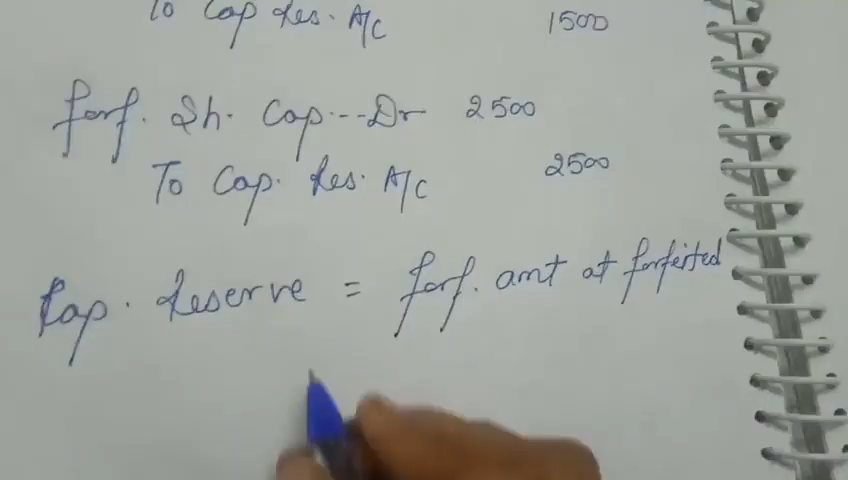 To Cap Res. A/c 1500
forf. Sh. Cap---Dr 2500
To Cap. Res. A/c 2500
Cap. Reserve = forf. amt at forfeited